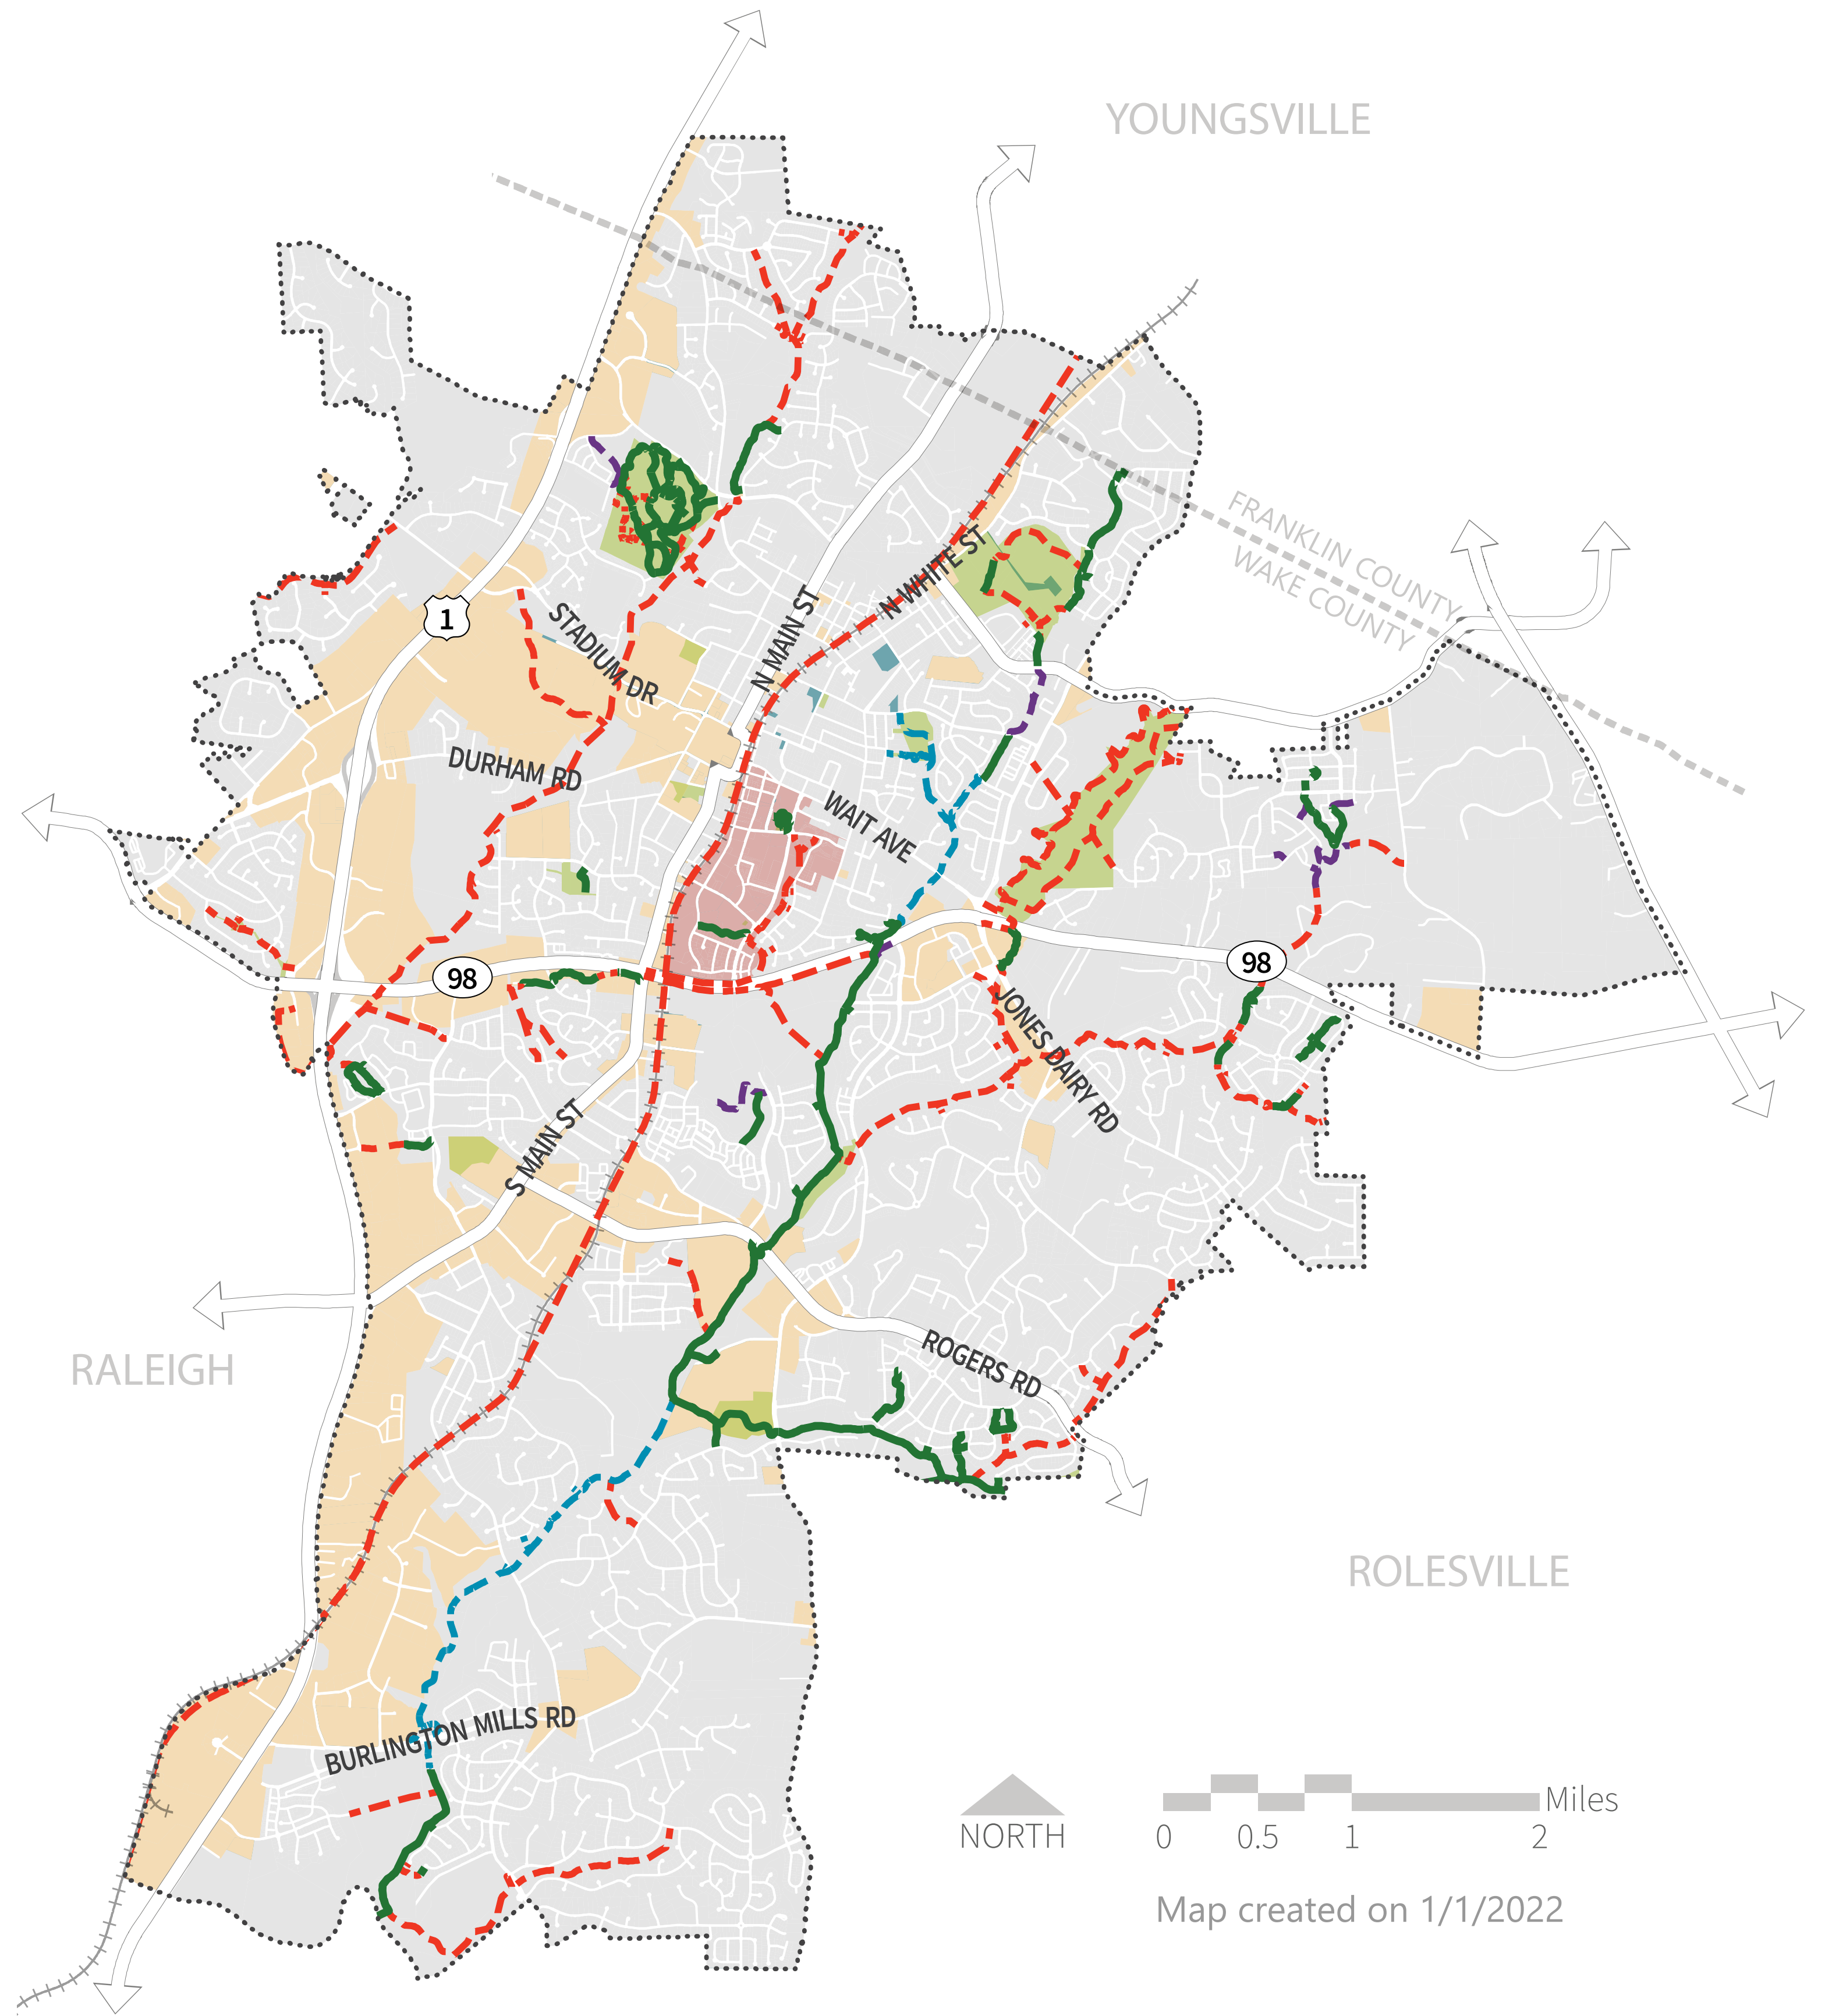 YOUNGSVILLE
FRANKLIN COUNTY
WAKE COUNTY
N WHITE ST
N MAIN ST
1
STADIUM DR
DURHAM RD
WAIT AVE
98
98
JONES DAIRY RD
S MAIN ST
ROGERS RD
RALEIGH
ROLESVILLE
BURLINGTON MILLS RD
NORTH
Miles
0 0.5 1 2
Map created on 1/1/2022